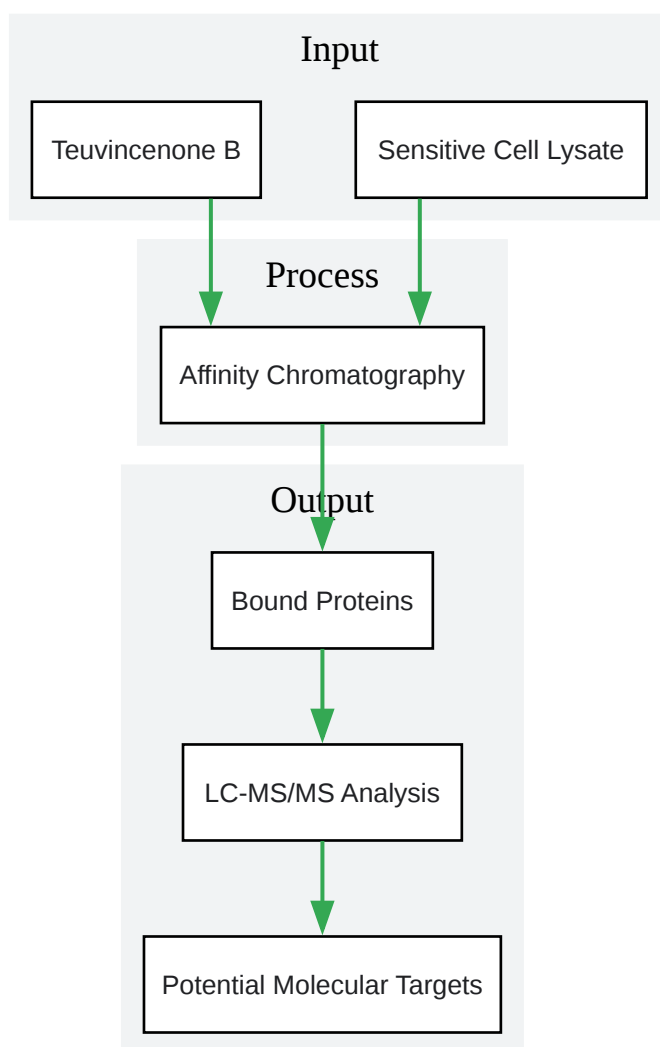 Input
Teuvincenone B
Sensitive Cell Lysate
Process
Affinity Chromatography
Output
Bound Proteins
LC-MS/MS Analysis
Potential Molecular Targets